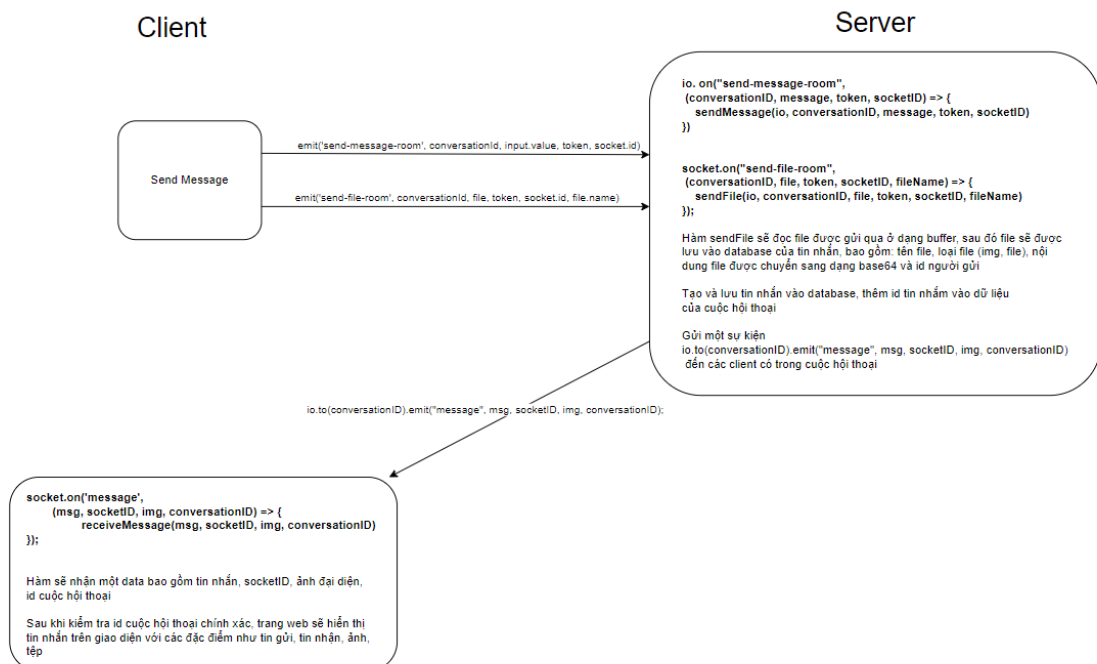 Client
Server
Send Message
emit('send-message-room', conversationId, input.value, token, socket.id)
emit('send-file-room', conversationId, file, token, socket.id, file.name)
io. on("send-message-room",
(conversationID, message, token, socketID) => {
sendMessage(io, conversationID, message, token, socketID)
})
socket.on("send-file-room",
(conversationID, file, token, socketID, fileName) => {
sendFile(io, conversationID, file, token, socketID, fileName)
});
Hàm sendFile sẽ đọc file được gửi qua ở dạng buffer, sau đó file sẽ được
lưu vào database của tin nhắn, bao gồm: tên file, loại file (img, file), nội
dung file được chuyển sang dạng base64 và id người gửi
Tạo và lưu tin nhắn vào database, thêm id tin nhắm vào dữ liệu
của cuộc hội thoại
Gửi một sự kiện
io.to(conversationID).emit("message", msg, socketID, img, conversationID)
đến các client có trong cuộc hội thoại
io.to(conversationID).emit("message", msg, socketID, img, conversationID);
socket.on('message',
(msg, socketID, img, conversationID) => {
receiveMessage(msg, socketID, img, conversationID)
});
Hàm sẽ nhận một data bao gồm tin nhắn, socketID, ảnh đại diện,
id cuộc hội thoại
Sau khi kiểm tra id cuộc hội thoại chính xác, trang web sẽ hiển thị
tin nhắn trên giao diện với các đặc điểm như tin gửi, tin nhận, ảnh,
tệp